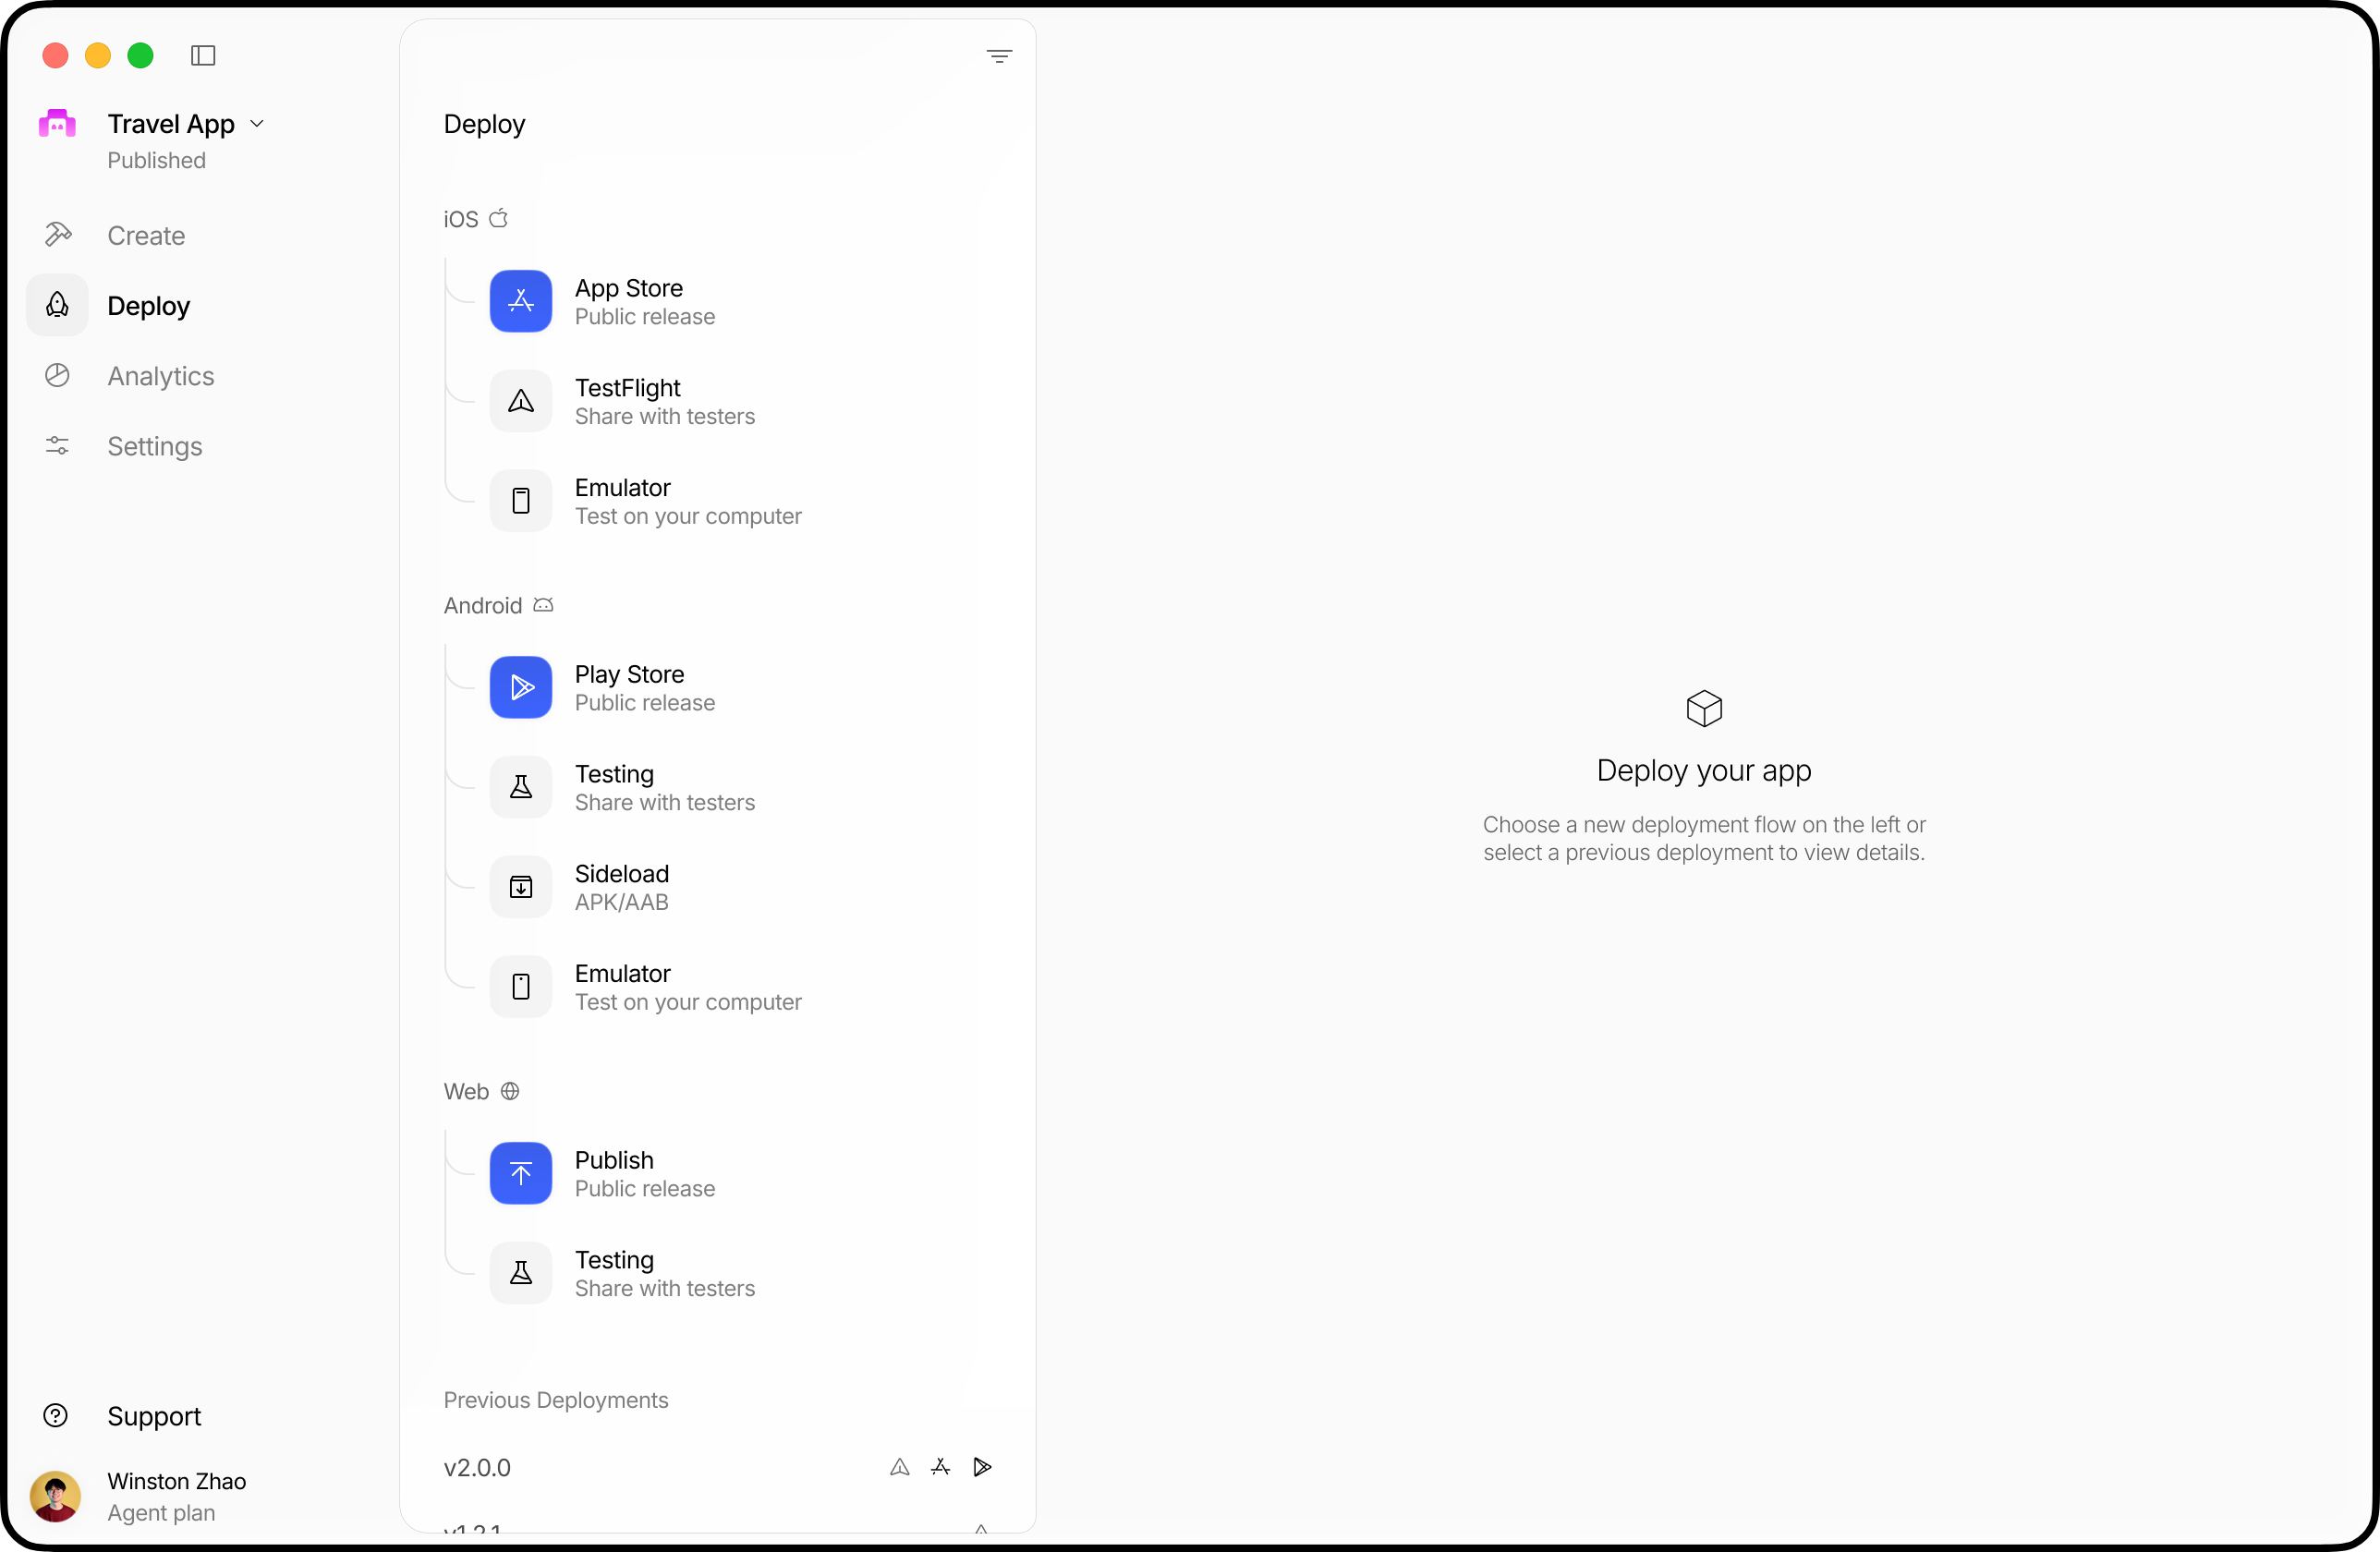 Travel App
Published
Create
Deploy
Analytics
Settings
Support
Winston Zhao
Agent plan
Deploy
iOS
App Store
Public release
TestFlight
Share with testers
Emulator
Test on your computer
Android
Play Store
Public release
Testing
Share with testers
Sideload
APK/AAB
Emulator
Test on your computer
Web
Publish
Public release
Testing
Share with testers
Previous Deployments
v2.0.0
Deploy your app
Choose a new deployment flow on the left or
select a previous deployment to view details.